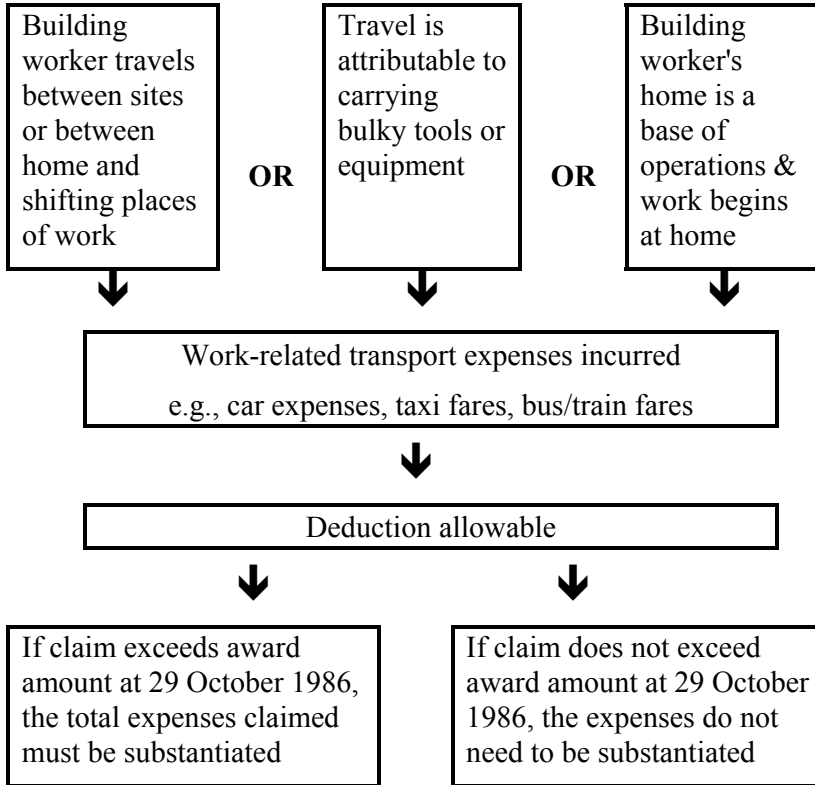 Building
worker travels
between sites
or between
home and
shifting places
of work
OR
Travel is
attributable to
carrying
bulky tools or
equipment
OR
Building
worker's
home is a
base of
operations &
work begins
at home
Work-related transport expenses incurred
e.g., car expenses, taxi fares, bus/train fares
Deduction allowable
If claim exceeds award
amount at 29 October 1986,
the total expenses claimed
must be substantiated
If claim does not exceed
award amount at 29 October
1986, the expenses do not
need to be substantiated